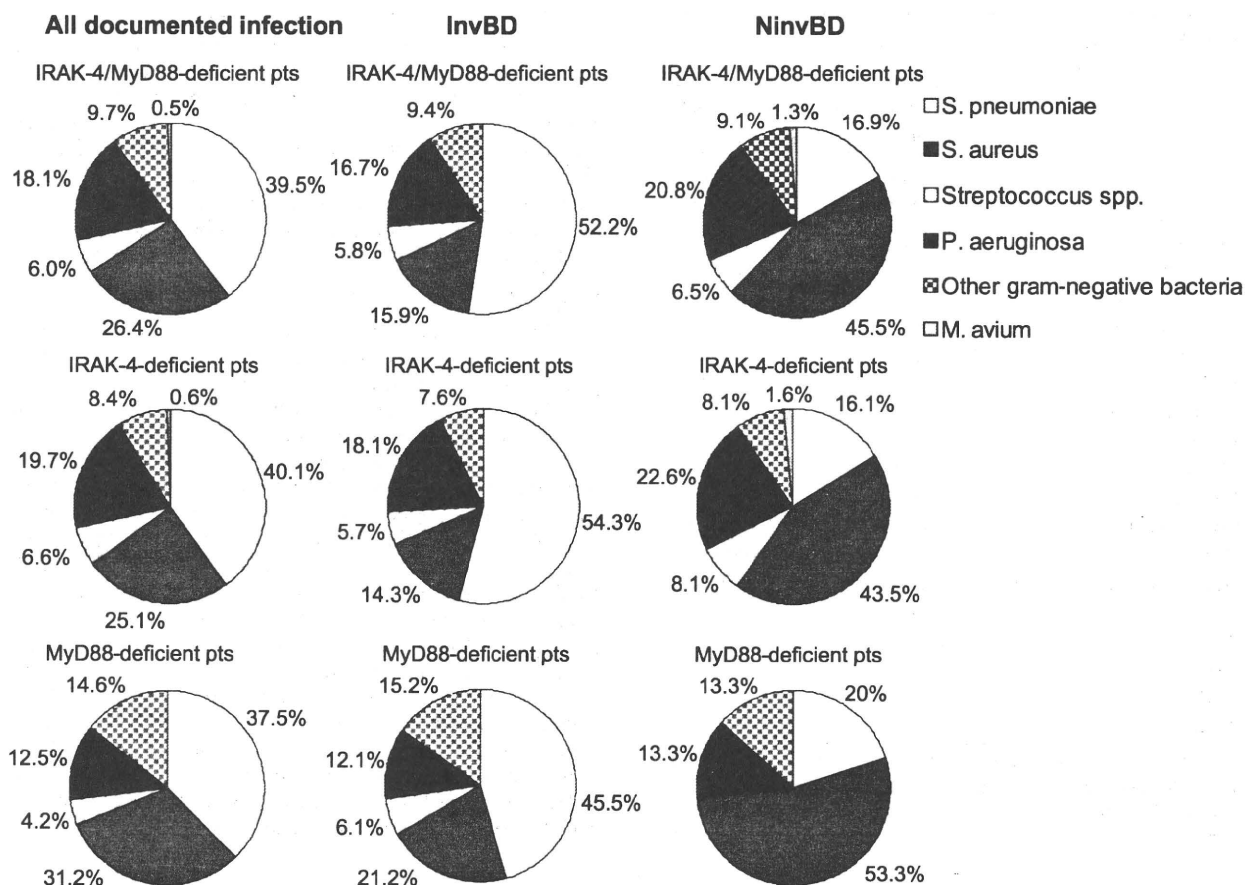 All documented infection InvBD NinvBD
IRAK-4/MyD88-deficient pts IRAK-4/MyD88-deficient pts IRAK-4/MyD88-deficient pts
9.7% 0.5% 9.4% 9.1% 1.3% 16.9%
18.1% 39.5% 16.7% 52.2% 20.8%
6.0% 5.8% 6.5%
26.4% 15.9% 45.5%
S. pneumoniae
S. aureus
Streptococcus spp.
P. aeruginosa
Other gram-negative bacteria
M. avium
IRAK-4-deficient pts IRAK-4-deficient pts IRAK-4-deficient pts
8.4% 0.6% 7.6% 8.1% 1.6% 16.1%
19.7% 40.1% 18.1% 54.3% 22.6%
6.6% 5.7% 8.1%
25.1% 14.3% 43.5%
MyD88-deficient pts MyD88-deficient pts MyD88-deficient pts
14.6% 37.5% 15.2% 13.3% 20%
12.5% 12.1% 45.5% 13.3%
4.2% 6.1%
31.2% 21.2% 53.3%